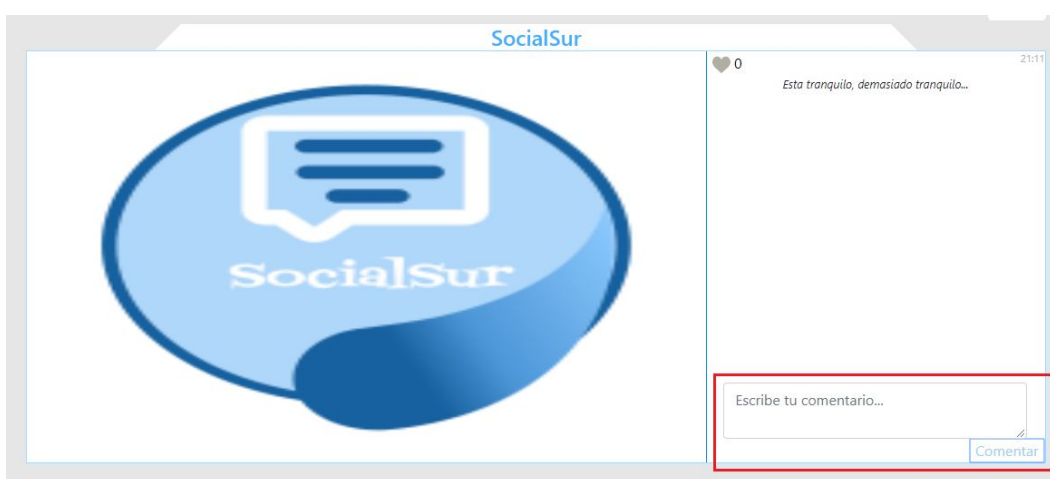 SocialSur
SocialSur
0
21:11
Esta tranquilo, demasiado tranquilo...
Escribe tu comentario...
Comentar